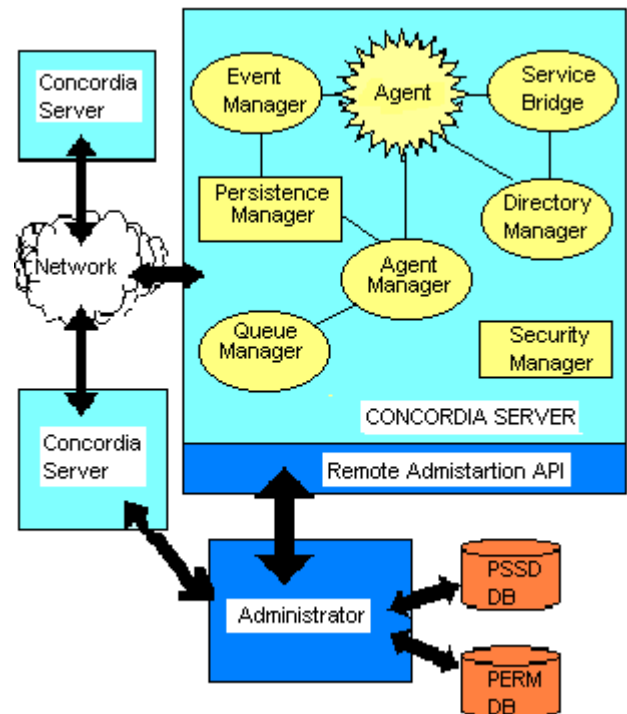 Concordia
Server
Event
Manager
Agent
Service
Bridge
Persistence
Manager
Directory
Manager
Network
Agent
Manager
Queue
Manager
Security
Manager
CONCORDIA SERVER
Concordia
Server
Remote Admistartion API
Administrator
PSSD
DB
PERM
DB